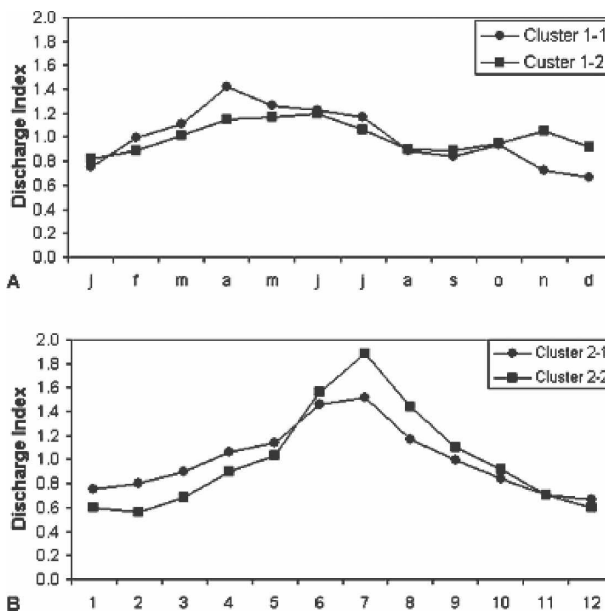 2.0
1.8
1.6
1.4
1.2
1.0
0.8
0.6
0.4
0.2
0.0
Discharge Index
Cluster 1-1
Custer 1-2
j f m a m j j a s o n d
A
2.0
1.8
1.6
1.4
1.2
1.0
0.8
0.6
0.4
0.2
0.0
Discharge Index
Cluster 2-1
Cluster 2-2
1 2 3 4 5 6 7 8 9 10 11 12
B